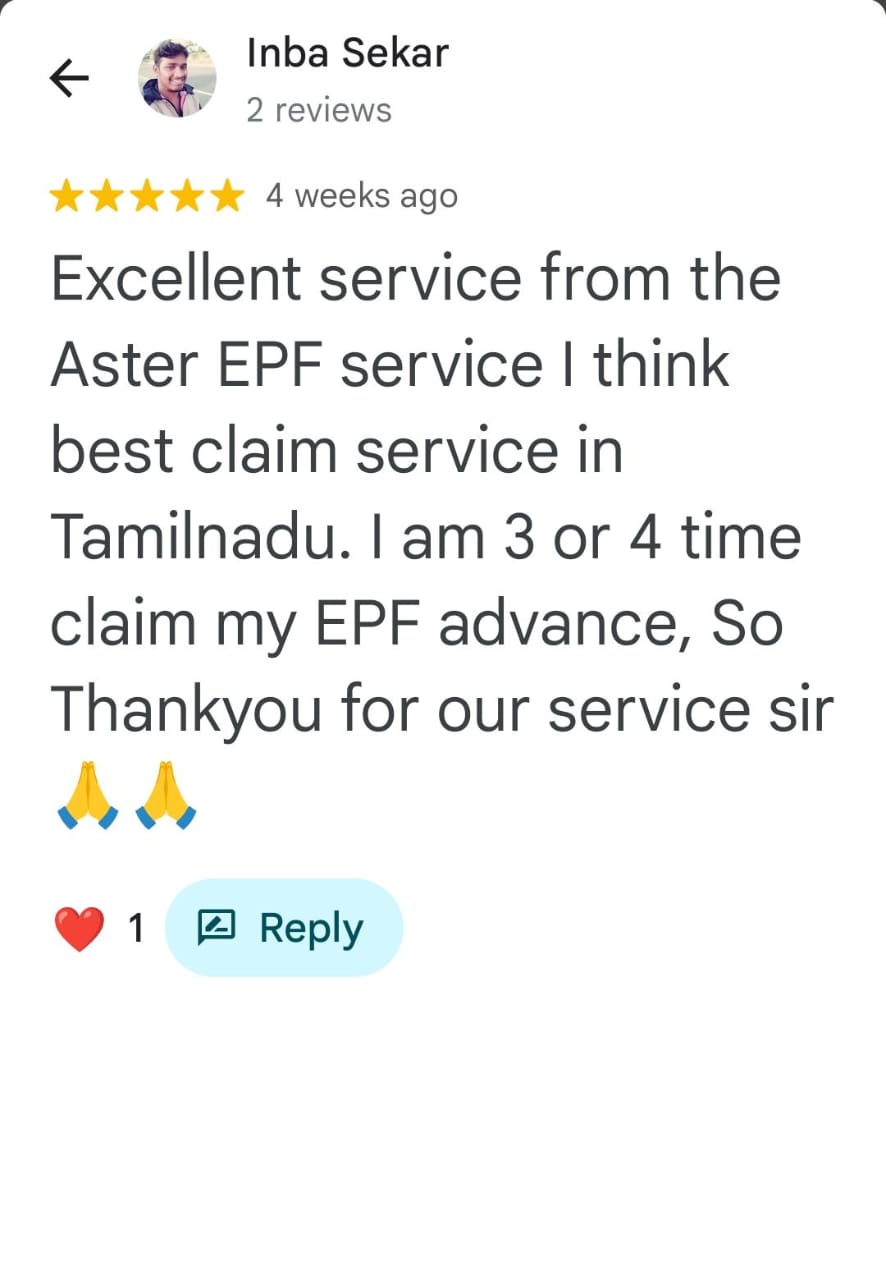 Inba Sekar
2 reviews
4 weeks ago
Excellent service from the
Aster EPF service I think
best claim service in
Tamilnadu. I am 3 or 4 time
claim my EPF advance, So
Thankyou for our service sir
🙏🙏
❤️ 1 Reply